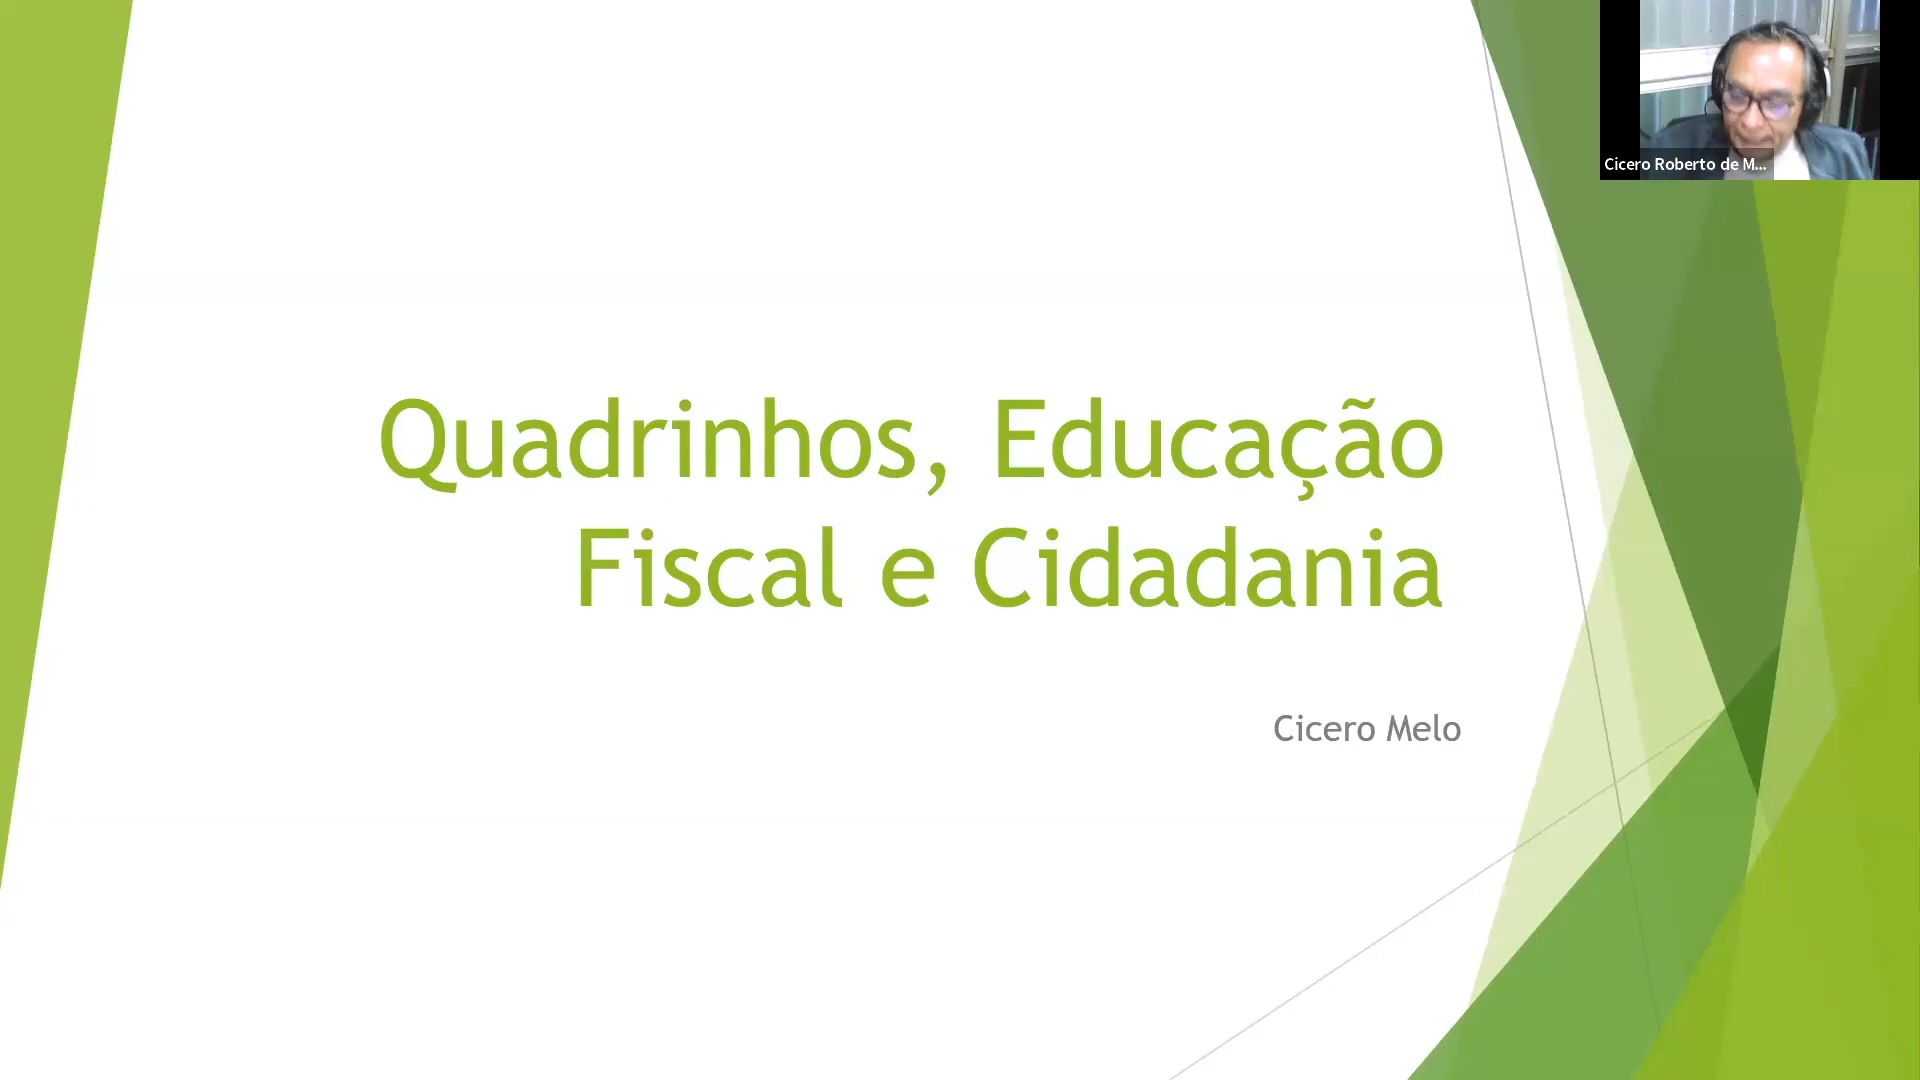 Cicero Roberto de M...
Quadrinhos, Educação
Fiscal e Cidadania
Cicero Melo